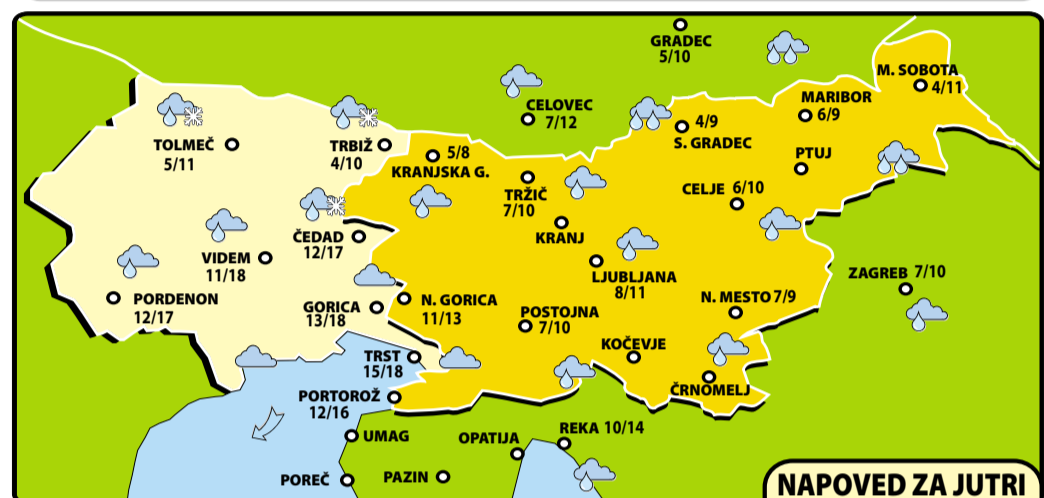 GRADEC
5/10
M. SOBOTA
4/11
CELOVEC
7/12
MARIBOR
6/9
4/9
S. GRADEC
TOLMEČ
5/11
TRBIŽ
4/10
5/8
KRANJSKA G.
PTUJ
TRŽIČ
7/10
CELJE 6/10
KRANJ
ČEDAD
12/17
VIDEM
11/18
LJUBLJANA
8/11
ZAGREB 7/10
PORDENON
12/17
GORICA
13/18
N. GORICA
11/13
POSTOJNA
7/10
N. MESTO 7/9
KOČEVJE
TRST
15/18
ČRNOMELJ
PORTOROŽ
12/16
UMAG
OPATIJA
REKA 10/14
POREČ
PAZIN
NAPOVED ZA JUTRI